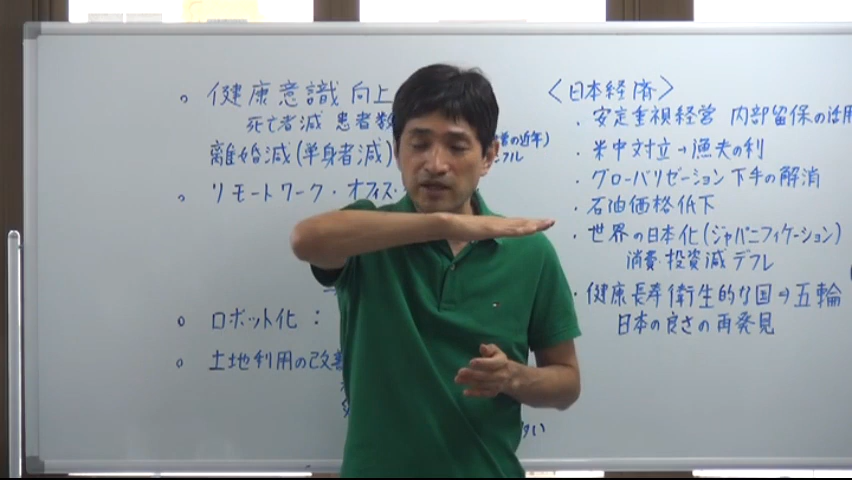 健康意識 向上
死亡者減 患者数
離婚減(単身者減)
の近年)
フル
リモートワーク・オフィス・
ロボット化:
土地利用の改善
い
<日本経済>
・安定重視経営 内部留保の活用
・米中対立→漁夫の利
・グローバリゼーション下手の解消
・石油価格低下
・世界の日本化(ジャパニフィケーション)
消費・投資減 デフレ
・健康長寿 衛生的な国→五輪
日本の良さの再発見